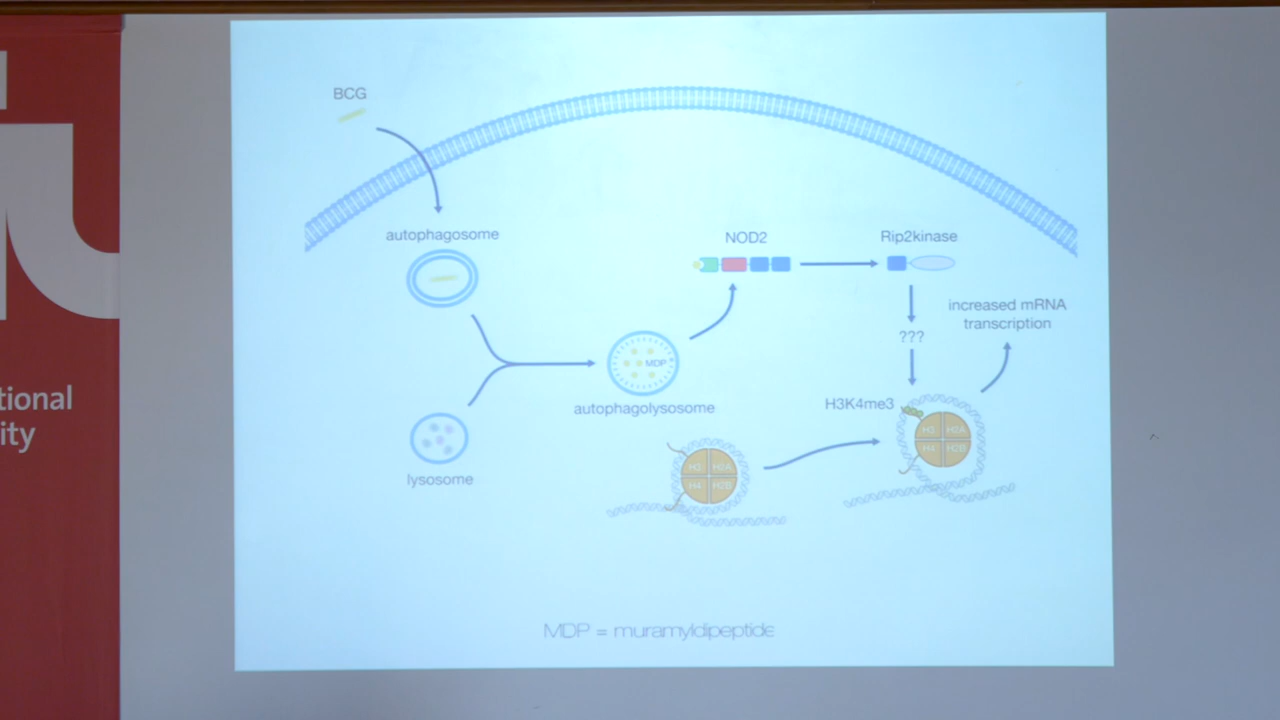 BCG
autophagosome
NOD2
Rip2kinase
increased mRNA
transcription
???
MDP
autophagolysosome
H3K4me3
lysosome
H3 H2A
H4 H2B
H3 H2A
H4 H2B
MDP = muramyldipeptide
tional
ity